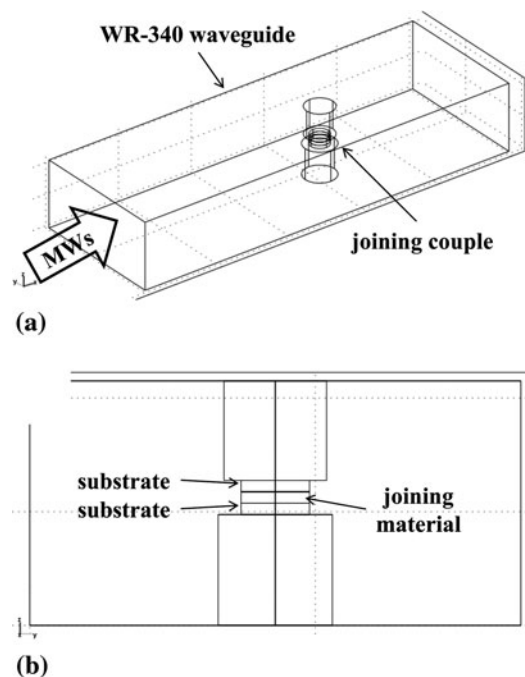 WR-340 waveguide
joining couple
MWs
(a)
substrate
substrate
joining
material
(b)